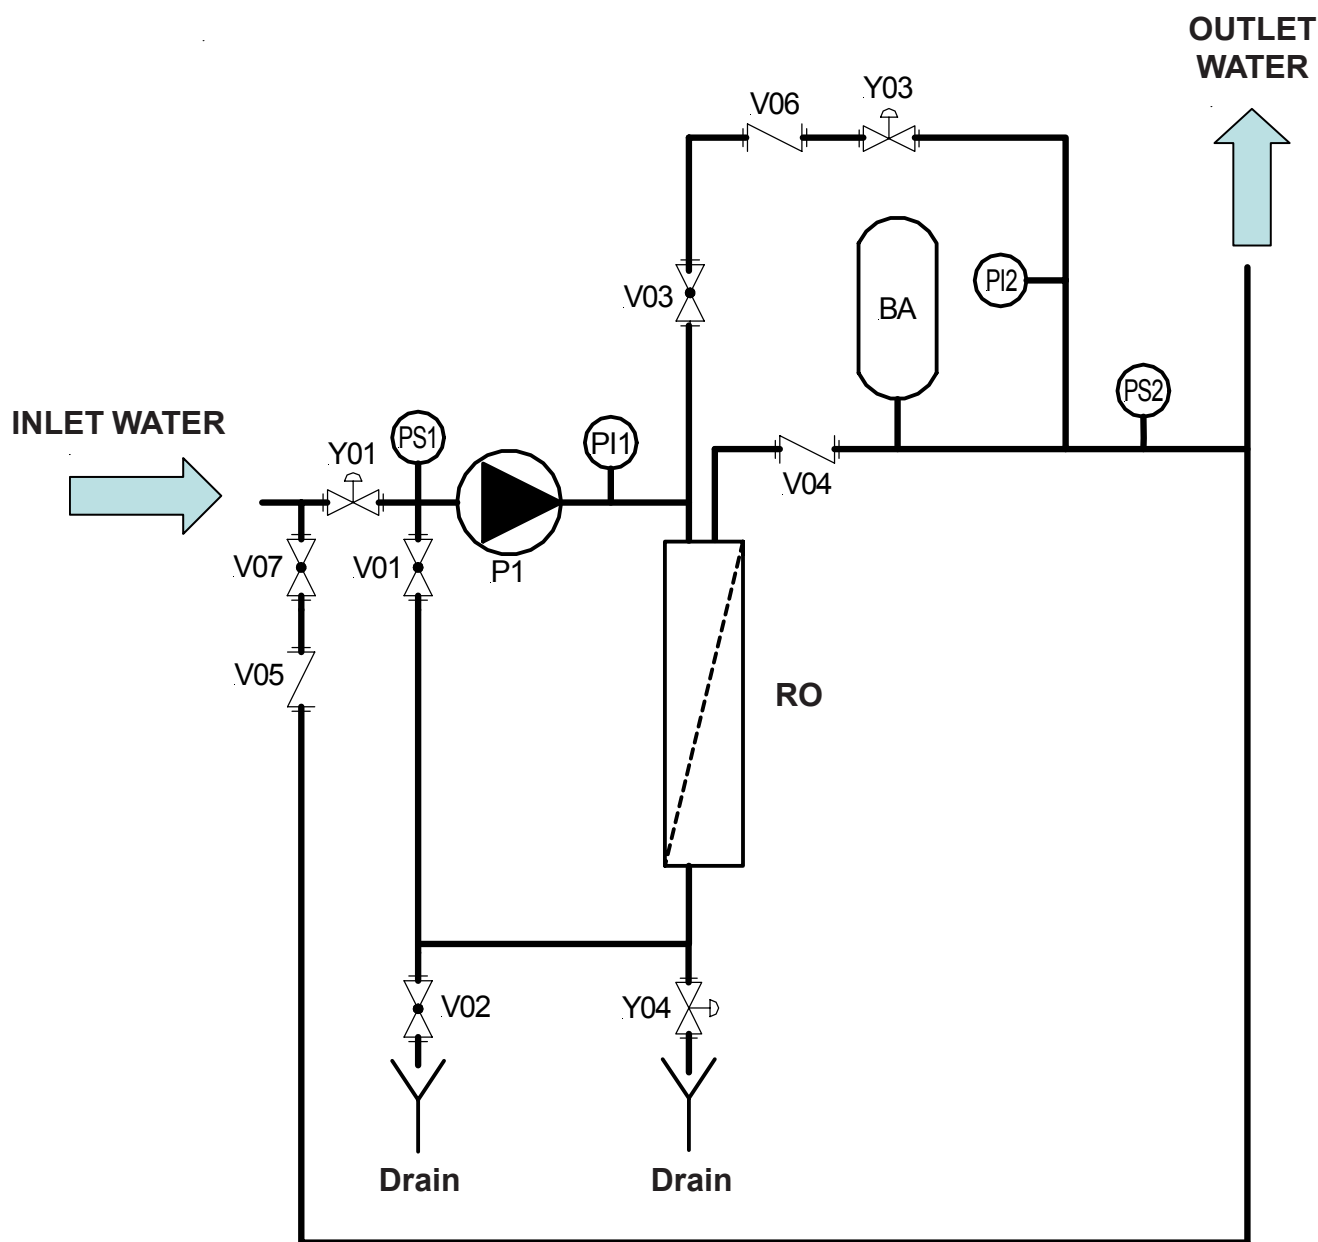 OUTLET
WATER
Y03
V06
PI2
V03
BA
PS2
INLET WATER
PS1
PI1
Y01
V04
V07
V01
P1
V05
RO
V02
Y04
Drain
Drain